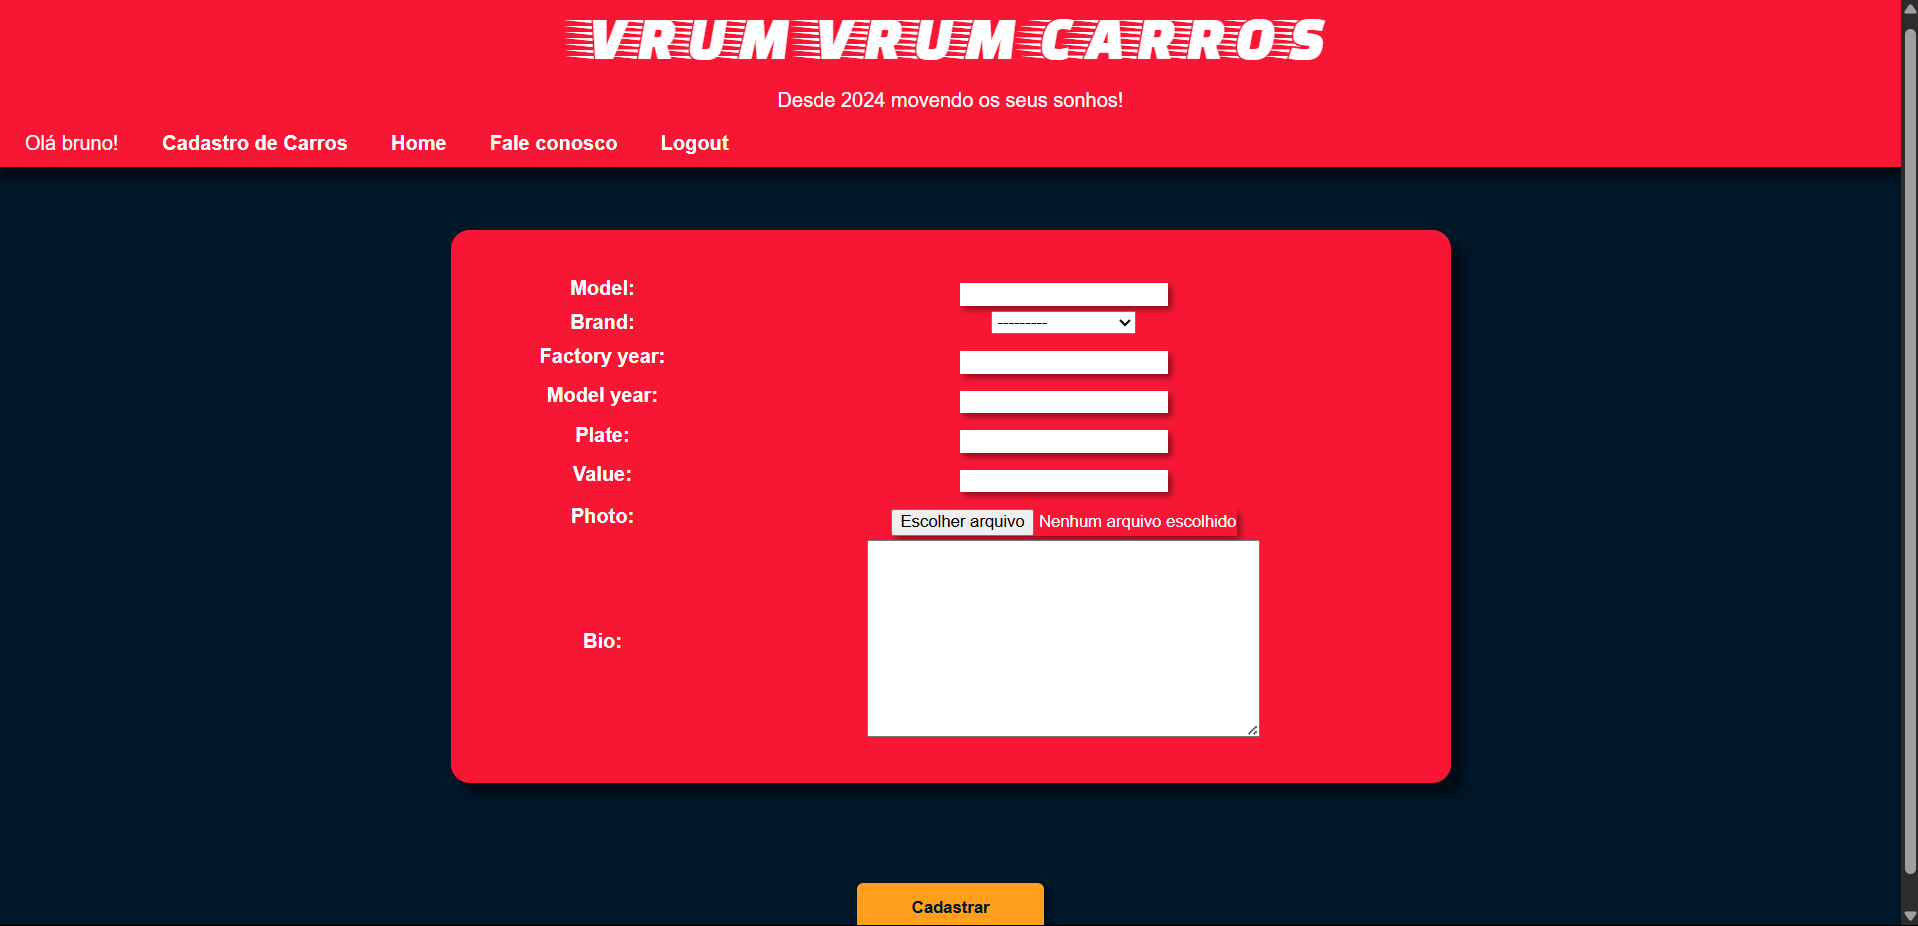 VRUM VRUM CARROS
Desde 2024 movendo os seus sonhos!
Olá bruno! Cadastro de Carros Home Fale conosco Logout
Model:
Brand: ---------
Factory year:
Model year:
Plate:
Value:
Photo: Escolher arquivo Nenhum arquivo escolhido
Bio:
Cadastrar